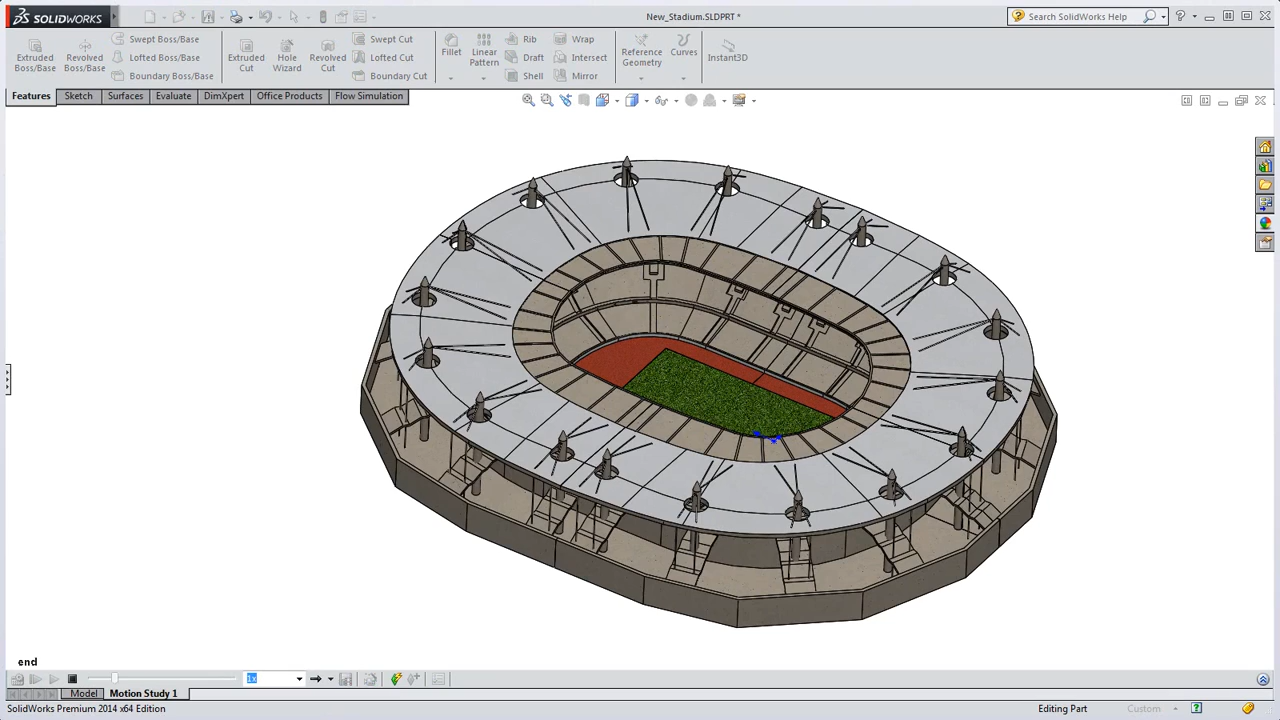 SOLIDWORKS
New_Stadium.SLDPRT *
Search SolidWorks Help
Extruded Boss/Base
Revolved Boss/Base
Swept Boss/Base
Lofted Boss/Base
Boundary Boss/Base
Extruded Cut
Hole Wizard
Revolved Cut
Swept Cut
Lofted Cut
Boundary Cut
Fillet
Linear Pattern
Rib
Draft
Shell
Wrap
Intersect
Mirror
Reference Geometry
Curves
Instant3D
Features
Sketch
Surfaces
Evaluate
DimXpert
Office Products
Flow Simulation
end
1x
Model
Motion Study 1
SolidWorks Premium 2014 x64 Edition
Editing Part
Custom